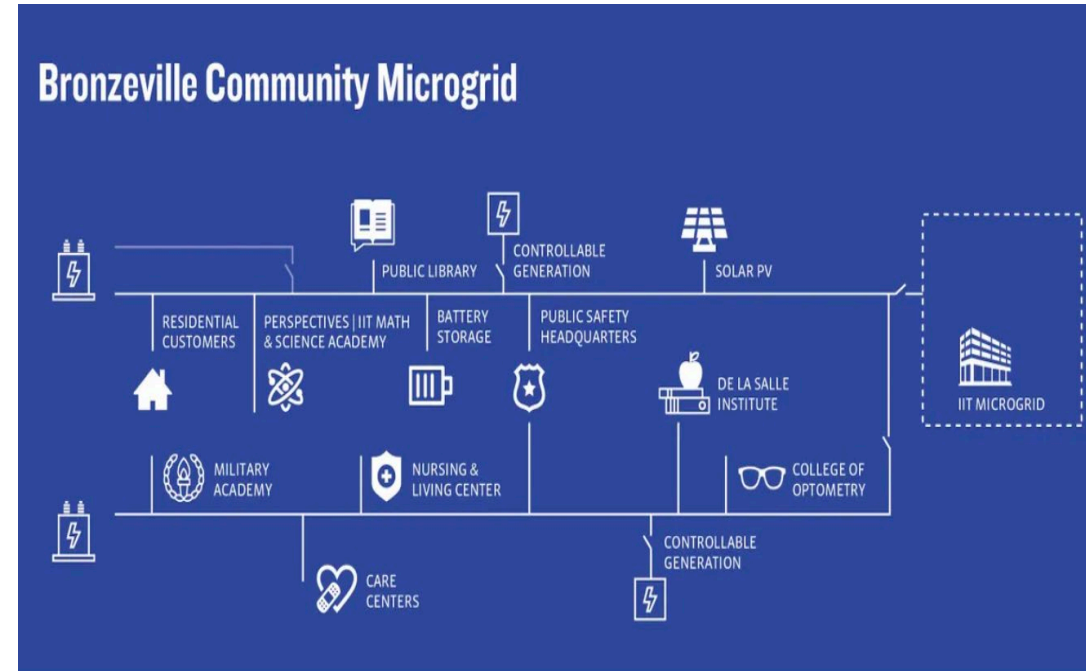 Bronzeville Community Microgrid
PUBLIC LIBRARY
CONTROLLABLE
GENERATION
SOLAR PV
RESIDENTIAL
CUSTOMERS
PERSPECTIVES | IIT MATH
& SCIENCE ACADEMY
BATTERY
STORAGE
PUBLIC SAFETY
HEADQUARTERS
DE LA SALLE
INSTITUTE
IIT MICROGRID
MILITARY
ACADEMY
NURSING &
LIVING CENTER
COLLEGE OF
OPTOMETRY
CARE
CENTERS
CONTROLLABLE
GENERATION